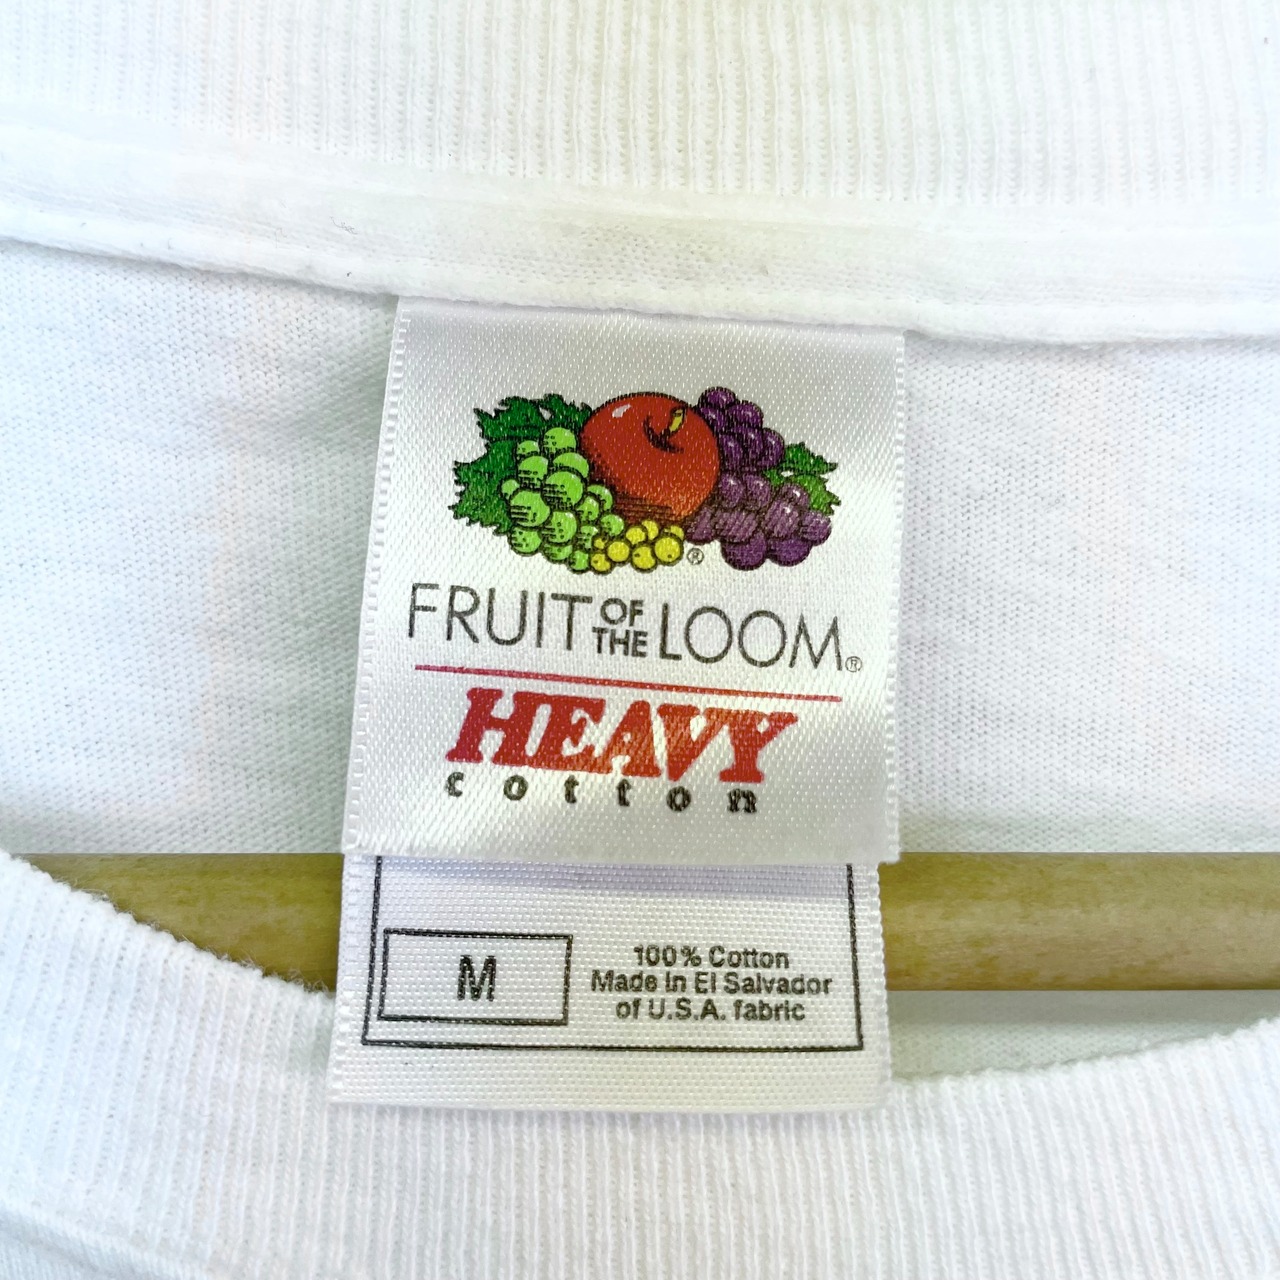 ®
FRUIT OF THE LOOM®
HEAVY
cotton
M
100% Cotton
Made in El Salvador
of U.S.A. fabric